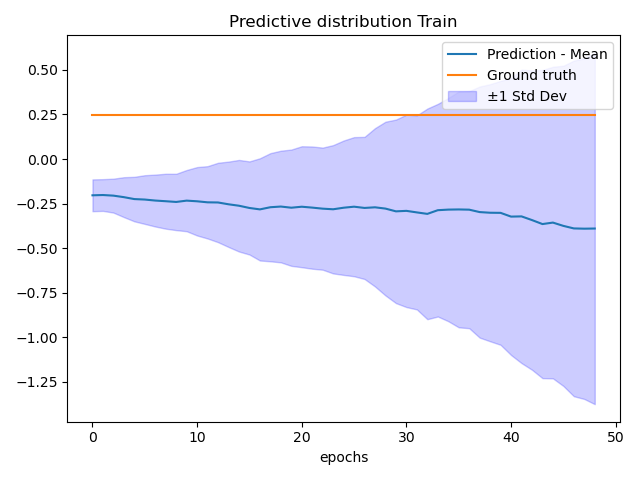 Predictive distribution Train
Prediction - Mean
Ground truth
±1 Std Dev
0.50
0.25
0.00
−0.25
−0.50
−0.75
−1.00
−1.25
0 10 20 30 40 50
epochs